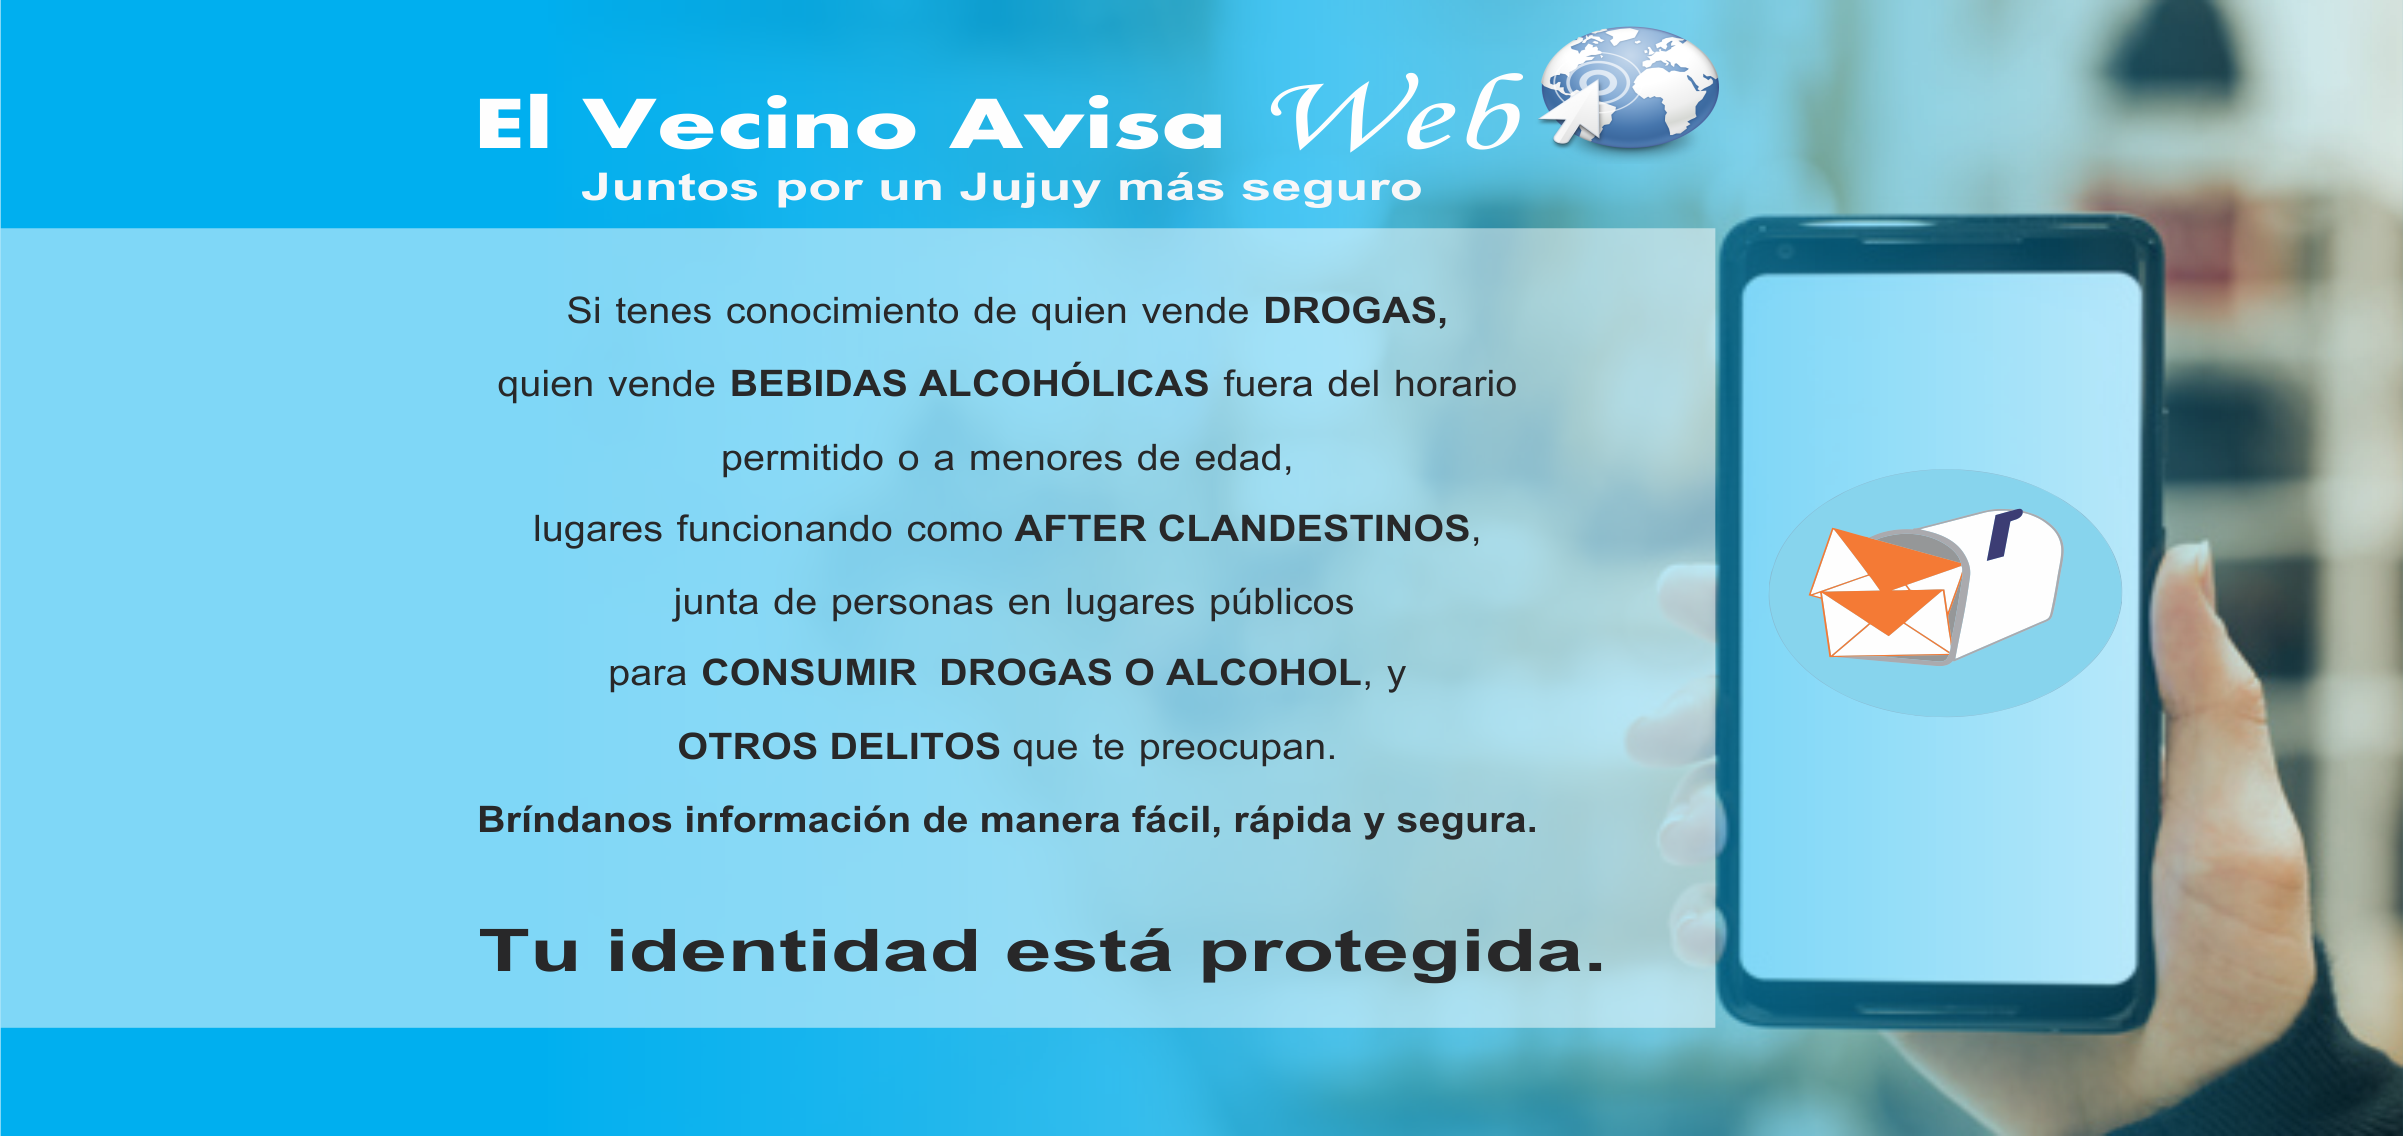 El Vecino Avisa Web
Juntos por un Jujuy más seguro
Si tenes conocimiento de quien vende DROGAS,
quien vende BEBIDAS ALCOHÓLICAS fuera del horario
permitido o a menores de edad,
lugares funcionando como AFTER CLANDESTINOS,
junta de personas en lugares públicos
para CONSUMIR DROGAS O ALCOHOL, y
OTROS DELITOS que te preocupan.
Bríndanos información de manera fácil, rápida y segura.
Tu identidad está protegida.